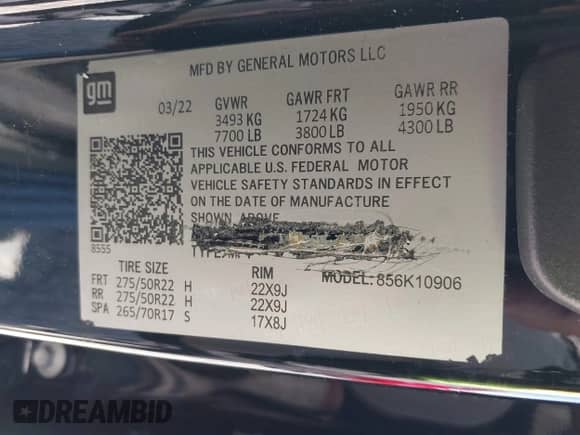 MFD BY GENERAL MOTORS LLC
gm
03/22 GVWR GAWR FRT GAWR RR
3493 KG 1724 KG 1950 KG
7700 LB 3800 LB 4300 LB
THIS VEHICLE CONFORMS TO ALL
APPLICABLE U.S. FEDERAL MOTOR
VEHICLE SAFETY STANDARDS IN EFFECT
ON THE DATE OF MANUFACTURE
SHOWN ABOVE
8555
TYPE:
MODEL: 856K10906
TIRE SIZE RIM
FRT 275/50R22 H 22X9J
RR 275/50R22 H 22X9J
SPA 265/70R17 S 17X8J
DREAMBID